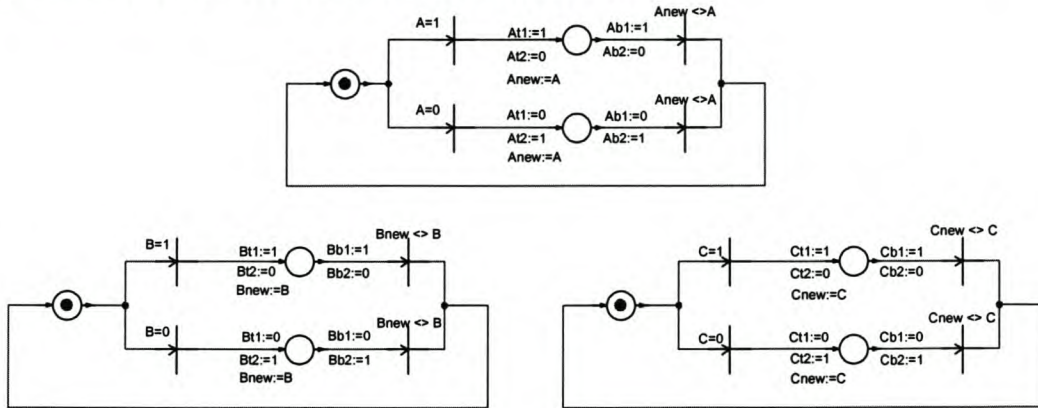 A=1
At1:=1
At2:=0
Anew:=A
Ab1:=1
Ab2:=0
Anew <>A
A=0
At1:=0
At2:=1
Anew:=A
Ab1:=0
Ab2:=1
Anew <>A
B=1
Bt1:=1
Bt2:=0
Bnew:=B
Bb1:=1
Bb2:=0
Bnew <> B
B=0
Bt1:=0
Bt2:=1
Bnew:=B
Bb1:=0
Bb2:=1
Bnew <> B
C=1
Ct1:=1
Ct2:=0
Cnew:=C
Cb1:=1
Cb2:=0
Cnew <> C
C=0
Ct1:=0
Ct2:=1
Cnew:=C
Cb1:=0
Cb2:=1
Cnew <> C